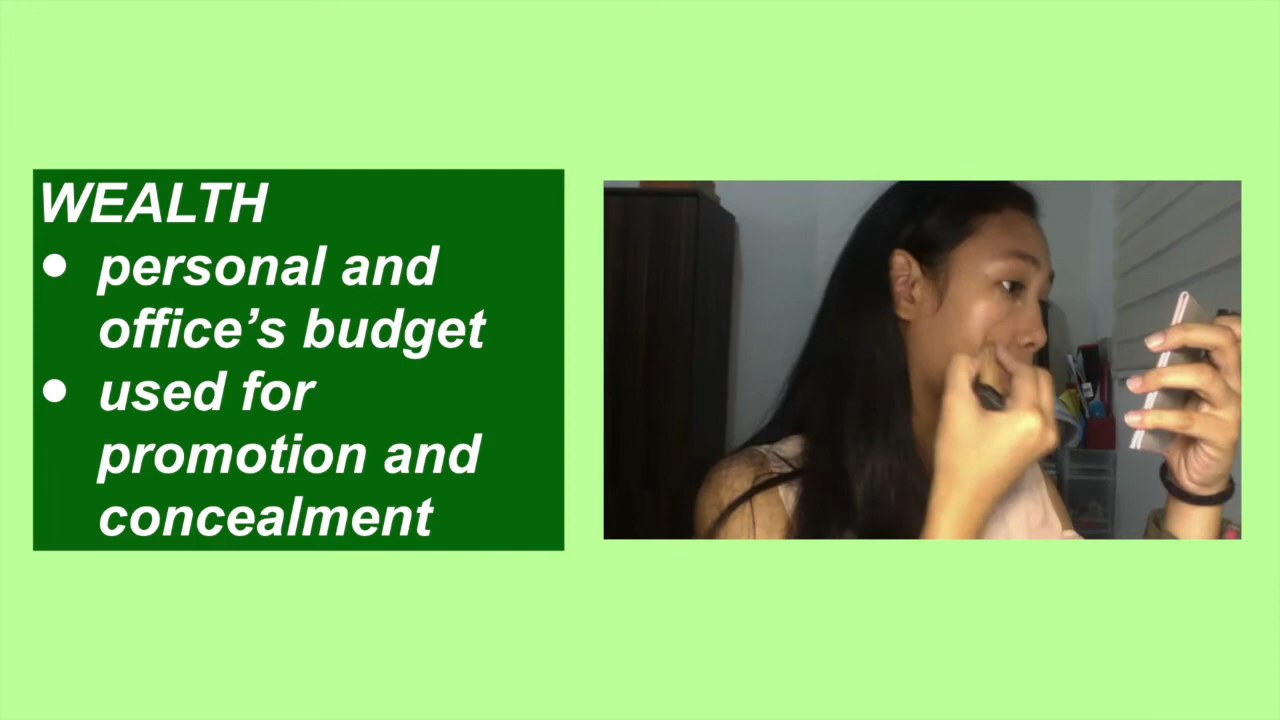 WEALTH
● personal and
office’s budget
● used for
promotion and
concealment